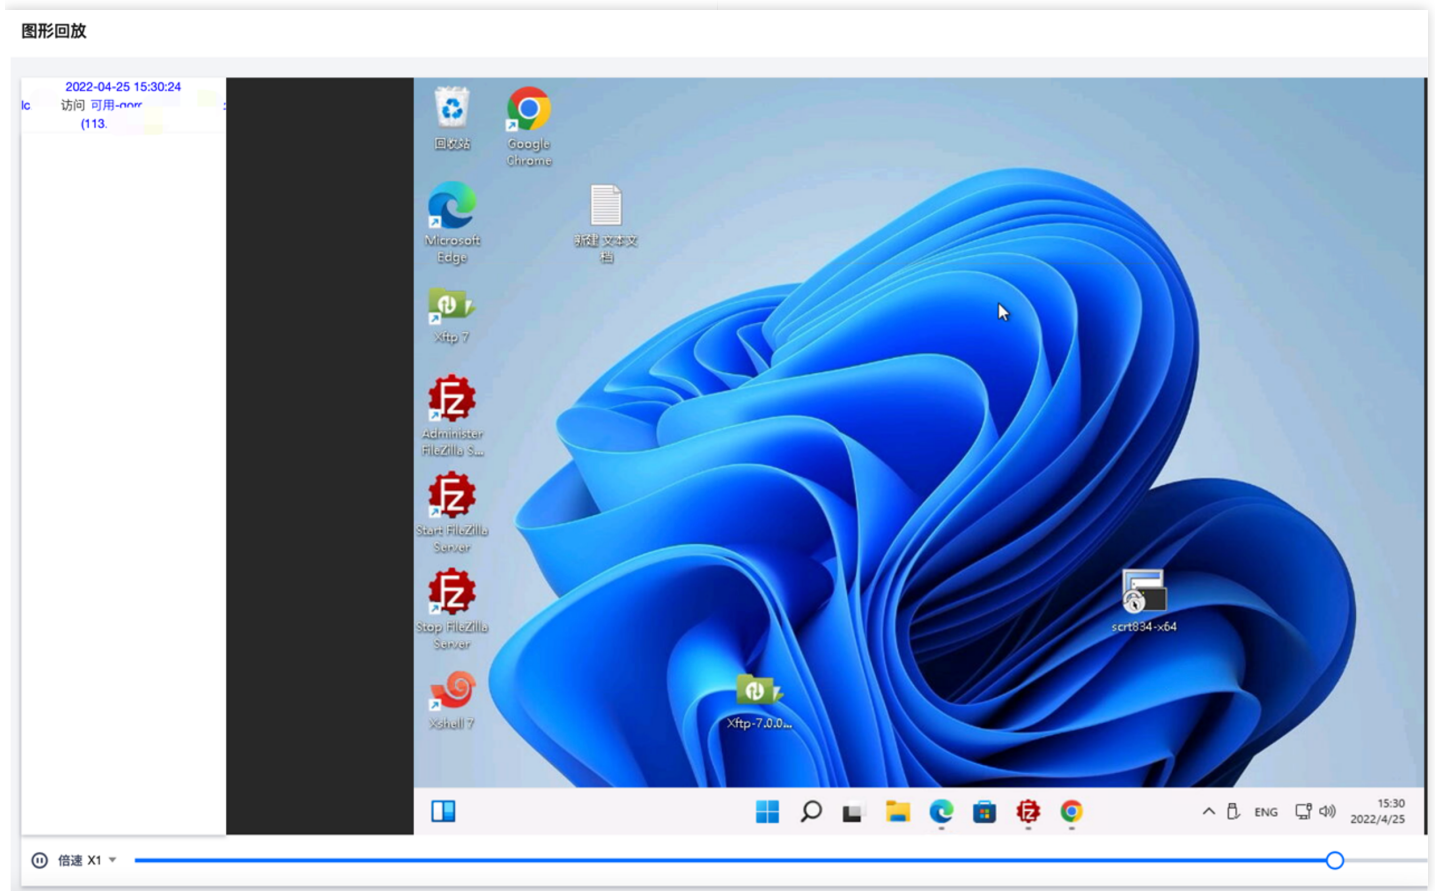 图形回放
2022-04-25 15:30:24
lc
访问 可用-
(113.
回收站
Google
Chrome
Microsoft
Edge
新建 文本文
档
Xftp 7
Administer
FileZilla S...
Start FileZilla
Server
Stop FileZilla
Server
Xshell 7
Xftp-7.0.0...
scrt834-x64
ENG
15:30
2022/4/25
倍速 X1